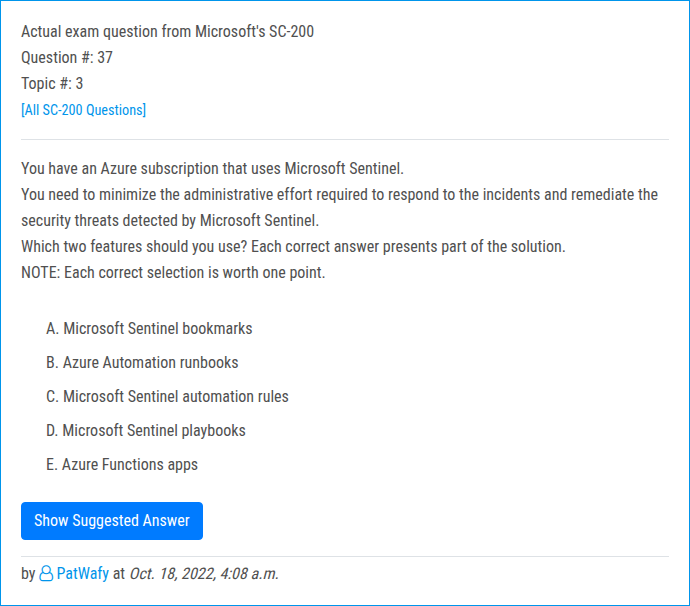 Actual exam question from Microsoft's SC-200
Question #: 37
Topic #: 3
[All SC-200 Questions]
You have an Azure subscription that uses Microsoft Sentinel.
You need to minimize the administrative effort required to respond to the incidents and remediate the
security threats detected by Microsoft Sentinel.
Which two features should you use? Each correct answer presents part of the solution.
NOTE: Each correct selection is worth one point.
A. Microsoft Sentinel bookmarks
B. Azure Automation runbooks
C. Microsoft Sentinel automation rules
D. Microsoft Sentinel playbooks
E. Azure Functions apps
Show Suggested Answer
by PatWafy at Oct. 18, 2022, 4:08 a.m.